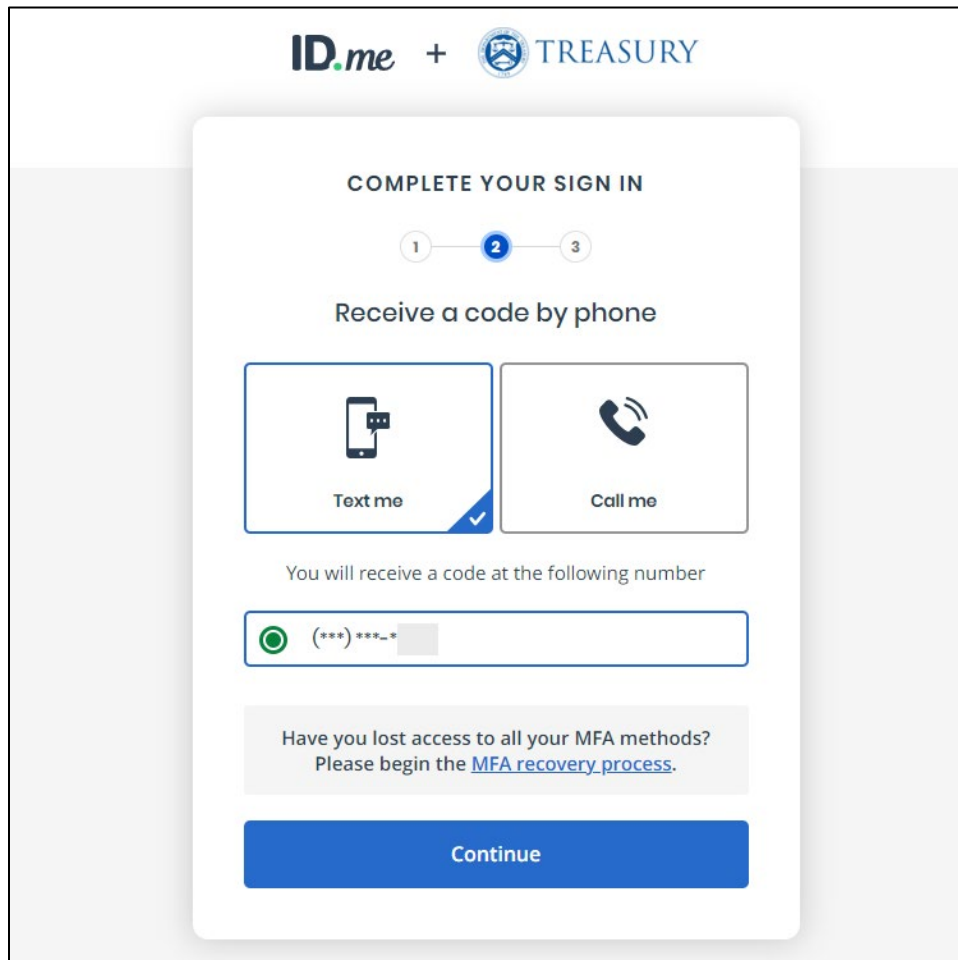 ID.me + TREASURY
COMPLETE YOUR SIGN IN
1 2 3
Receive a code by phone
Text me Call me
You will receive a code at the following number
(***) ***-*
Have you lost access to all your MFA methods?
Please begin the MFA recovery process.
Continue